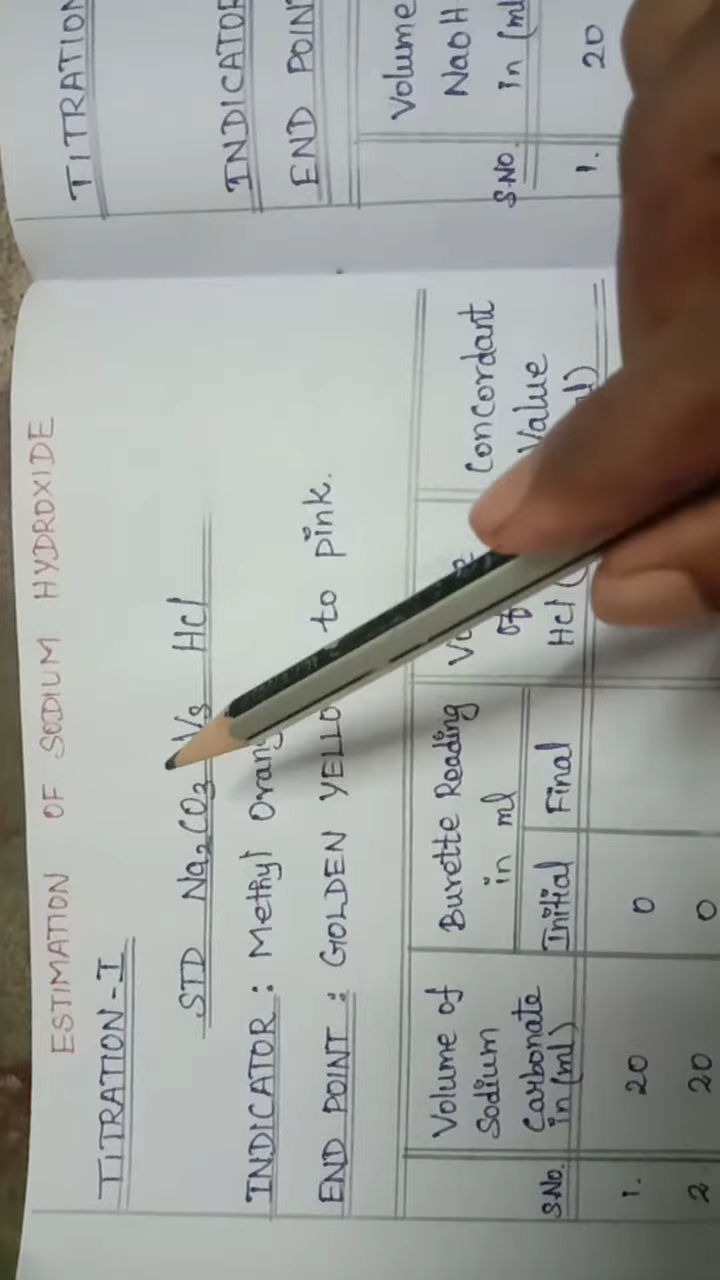 ESTIMATION OF SODIUM HYDROXIDE
TITRATION-I
STD Na₂CO₃ Vs HCl
INDICATOR : Methyl
END POINT : GOLDEN to pink.
S.No.
Volume of
Sodium
Carbonate
in (ml)
Burette Reading
in ml
Initial Final
of
HCl
Concordant
Value
1. 20 0
2 20 0
TITRATION
INDICATOR
END POIN
S.NO.
Volume
NaOH
in (ml
1. 20